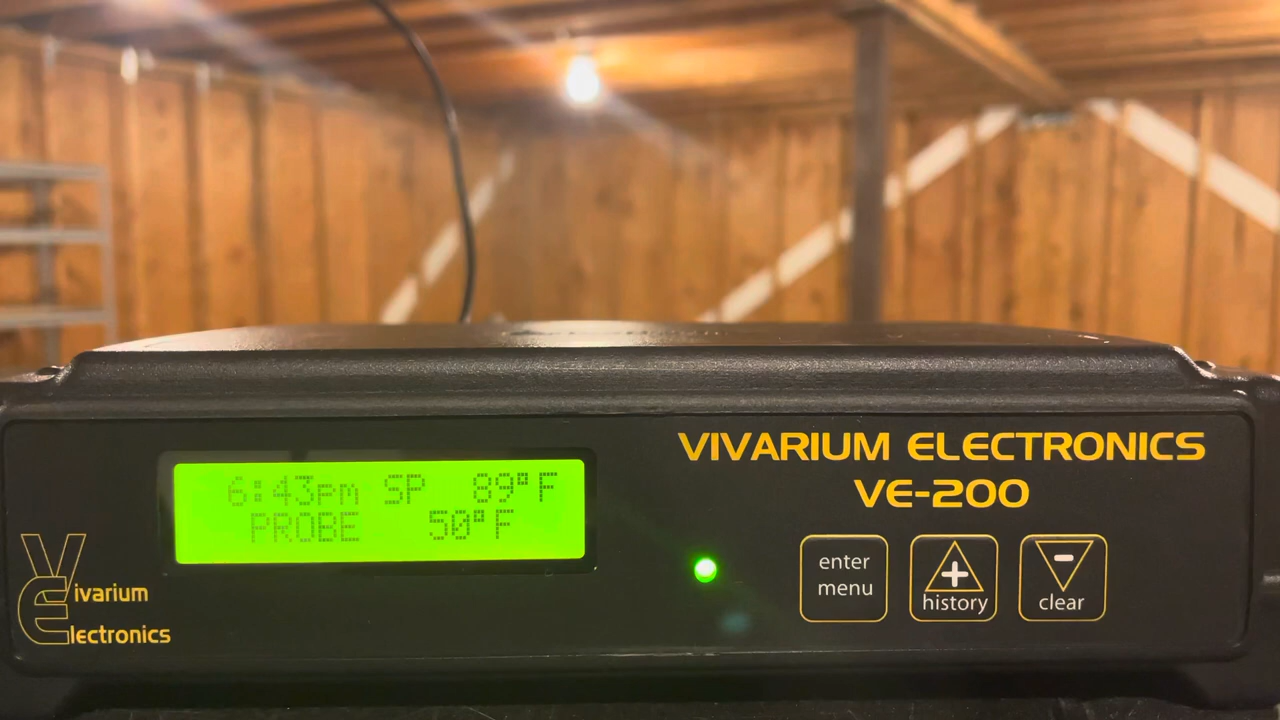 VIVARIUM ELECTRONICS
VE-200
6:43PM SP 89°F
PROBE 50°F
enter
menu
+
history
-
clear
Vivarium
Electronics